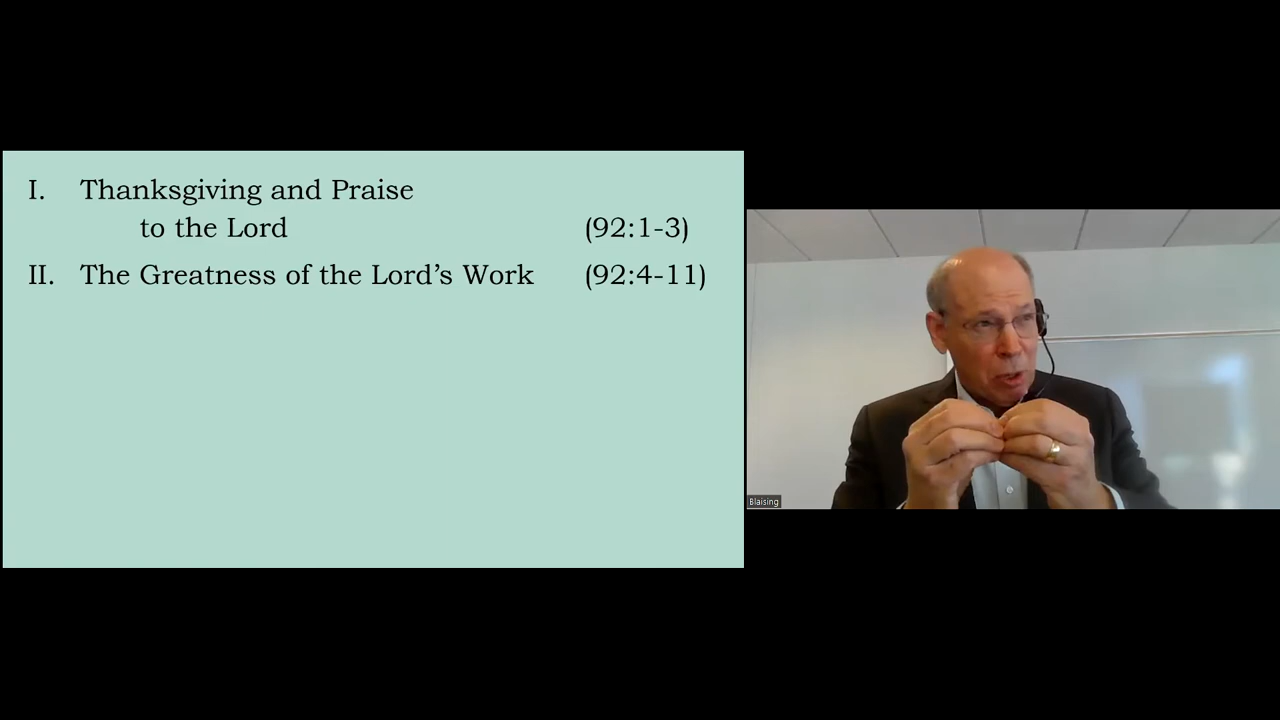 I. Thanksgiving and Praise
to the Lord (92:1-3)
II. The Greatness of the Lord’s Work (92:4-11)
Blaising